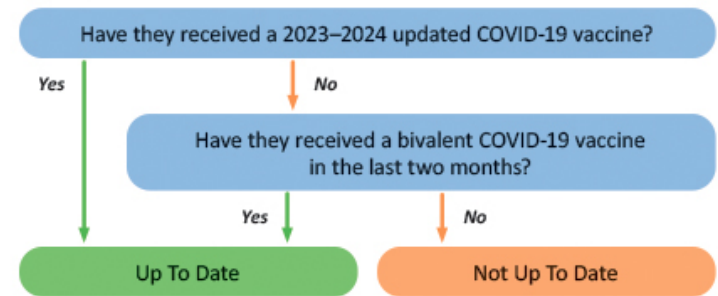 Have they received a 2023–2024 updated COVID-19 vaccine?
Yes
No
Have they received a bivalent COVID-19 vaccine
in the last two months?
Yes
No
Up To Date
Not Up To Date